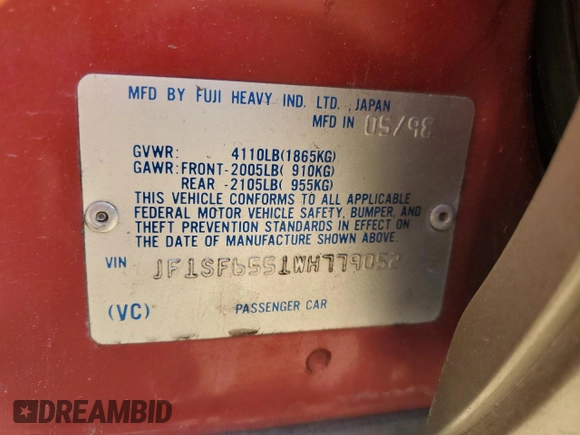 MFD BY FUJI HEAVY IND. LTD., JAPAN
MFD IN 05/98
GVWR: 4110LB(1865KG)
GAWR:FRONT-2005LB( 910KG)
REAR -2105LB( 955KG)
THIS VEHICLE CONFORMS TO ALL APPLICABLE
FEDERAL MOTOR VEHICLE SAFETY, BUMPER, AND
THEFT PREVENTION STANDARDS IN EFFECT ON
THE DATE OF MANUFACTURE SHOWN ABOVE.
VIN JF1SF6551WH779052
(VC) PASSENGER CAR
DREAMBID